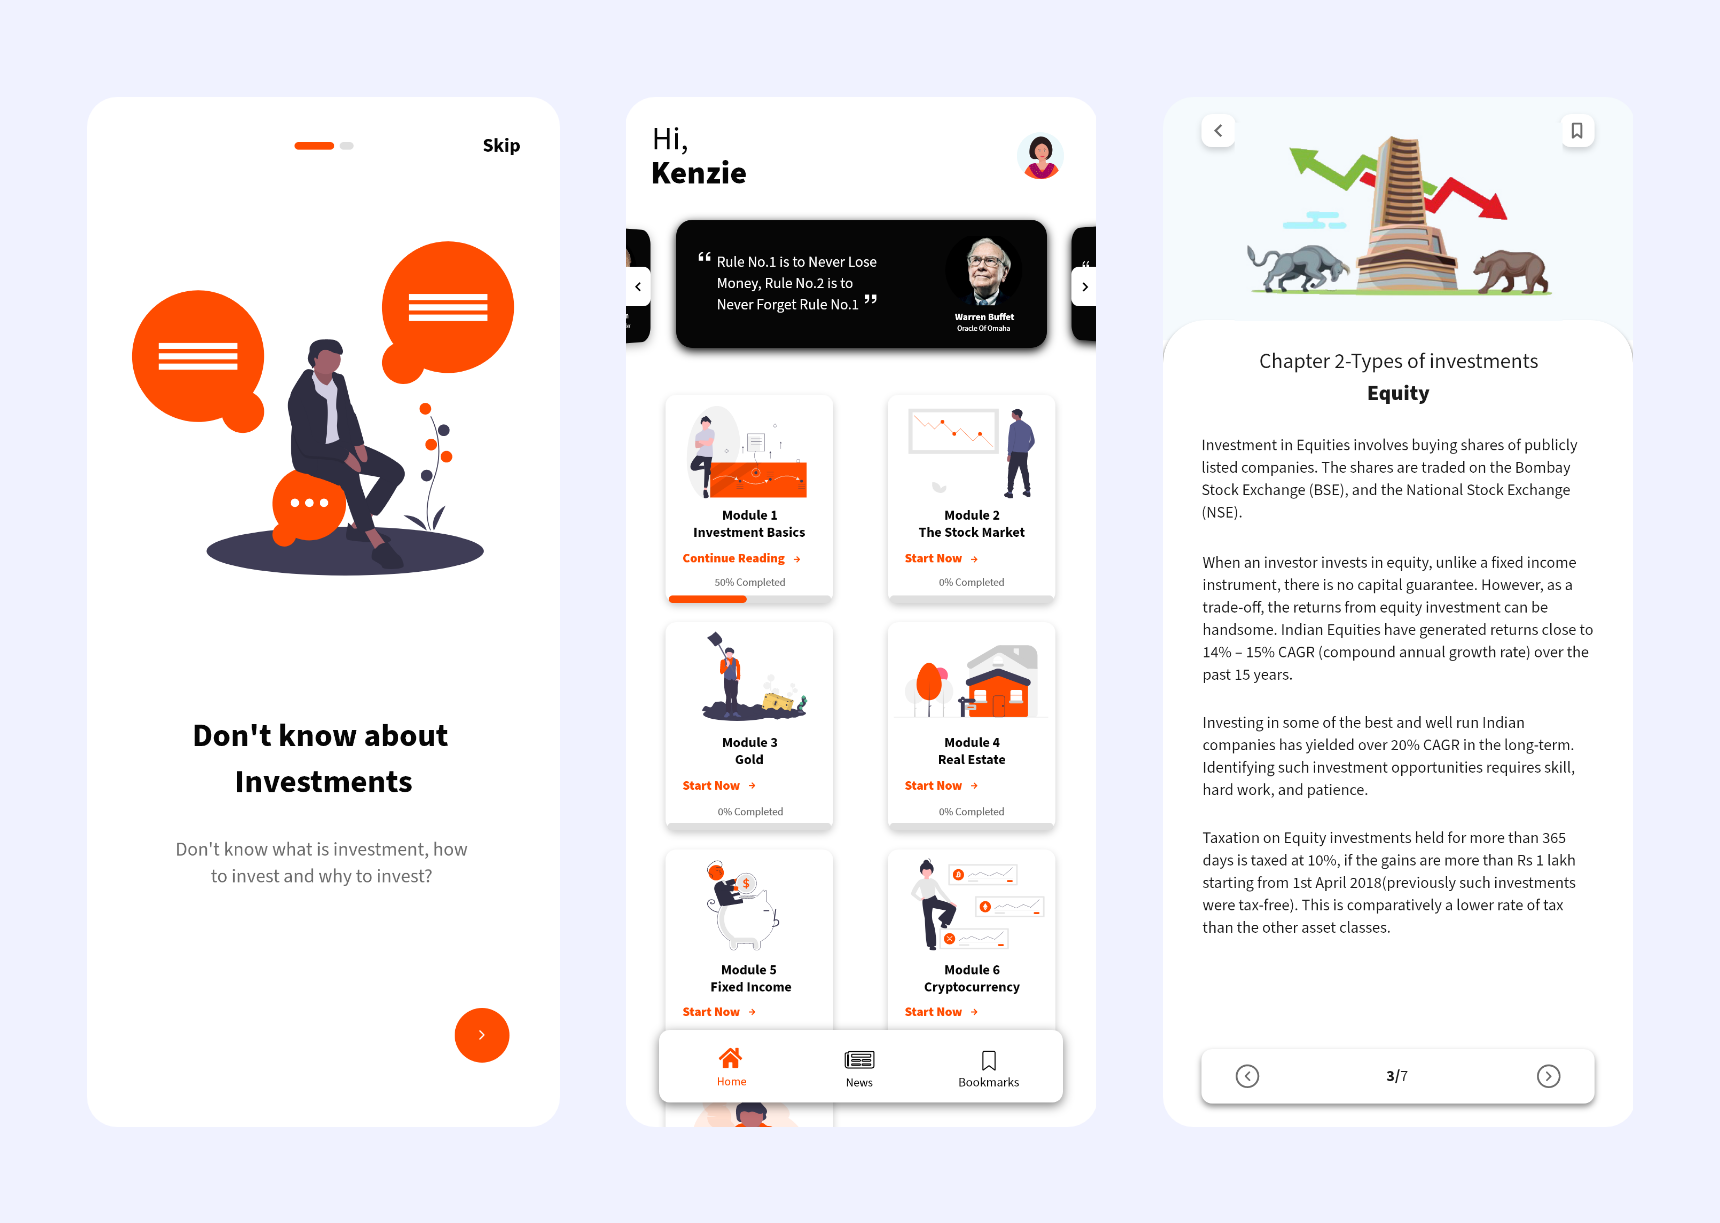 Skip
Don't know about
Investments
Don't know what is investment, how
to invest and why to invest?
Hi,
Kenzie
“ Rule No.1 is to Never Lose
Money, Rule No.2 is to
Never Forget Rule No.1 ”
Warren Buffet
Oracle Of Omaha
Module 1
Investment Basics
Continue Reading →
50% Completed
Module 2
The Stock Market
Start Now →
0% Completed
Module 3
Gold
Start Now →
0% Completed
Module 4
Real Estate
Start Now →
0% Completed
Module 5
Fixed Income
Start Now →
Module 6
Cryptocurrency
Start Now →
Home
News
Bookmarks
Chapter 2-Types of investments
Equity
Investment in Equities involves buying shares of publicly
listed companies. The shares are traded on the Bombay
Stock Exchange (BSE), and the National Stock Exchange
(NSE).
When an investor invests in equity, unlike a fixed income
instrument, there is no capital guarantee. However, as a
trade-off, the returns from equity investment can be
handsome. Indian Equities have generated returns close to
14% – 15% CAGR (compound annual growth rate) over the
past 15 years.
Investing in some of the best and well run Indian
companies has yielded over 20% CAGR in the long-term.
Identifying such investment opportunities requires skill,
hard work, and patience.
Taxation on Equity investments held for more than 365
days is taxed at 10%, if the gains are more than Rs 1 lakh
starting from 1st April 2018(previously such investments
were tax-free). This is comparatively a lower rate of tax
than the other asset classes.
3/7